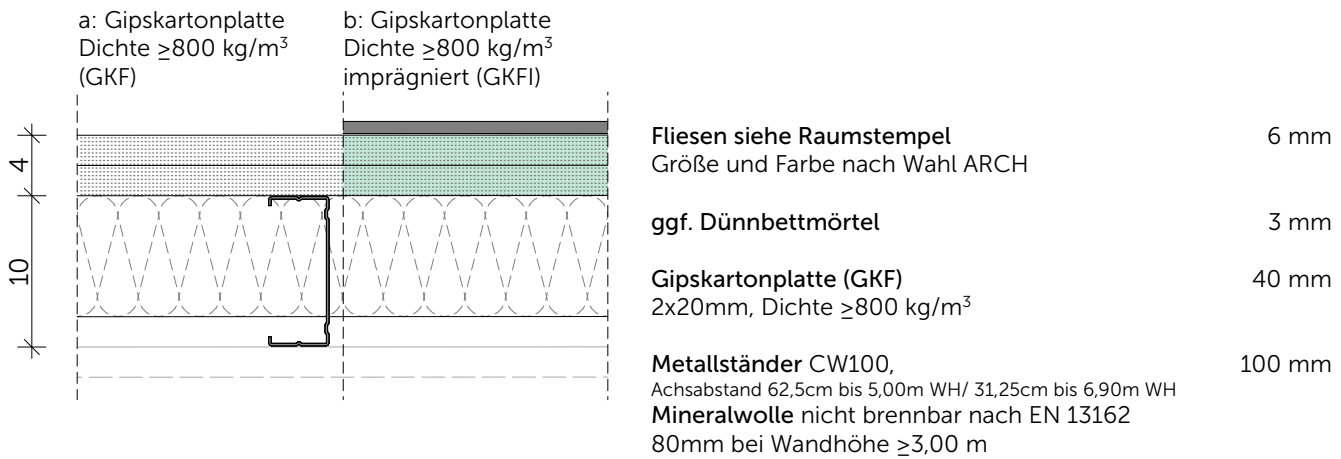 a: Gipskartonplatte
Dichte ≥800 kg/m³
(GKF)
b: Gipskartonplatte
Dichte ≥800 kg/m³
imprägniert (GKFI)
4
10
Fliesen siehe Raumstempel 6 mm
Größe und Farbe nach Wahl ARCH
ggf. Dünnbettmörtel 3 mm
Gipskartonplatte (GKF) 40 mm
2x20mm, Dichte ≥800 kg/m³
Metallständer CW100, 100 mm
Achsabstand 62,5cm bis 5,00m WH/ 31,25cm bis 6,90m WH
Mineralwolle nicht brennbar nach EN 13162
80mm bei Wandhöhe ≥3,00 m